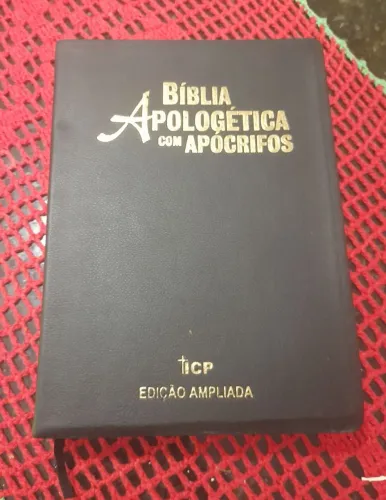 BÍBLIA
APOLOGÉTICA
COM APÓCRIFOS
ICP
EDIÇÃO AMPLIADA